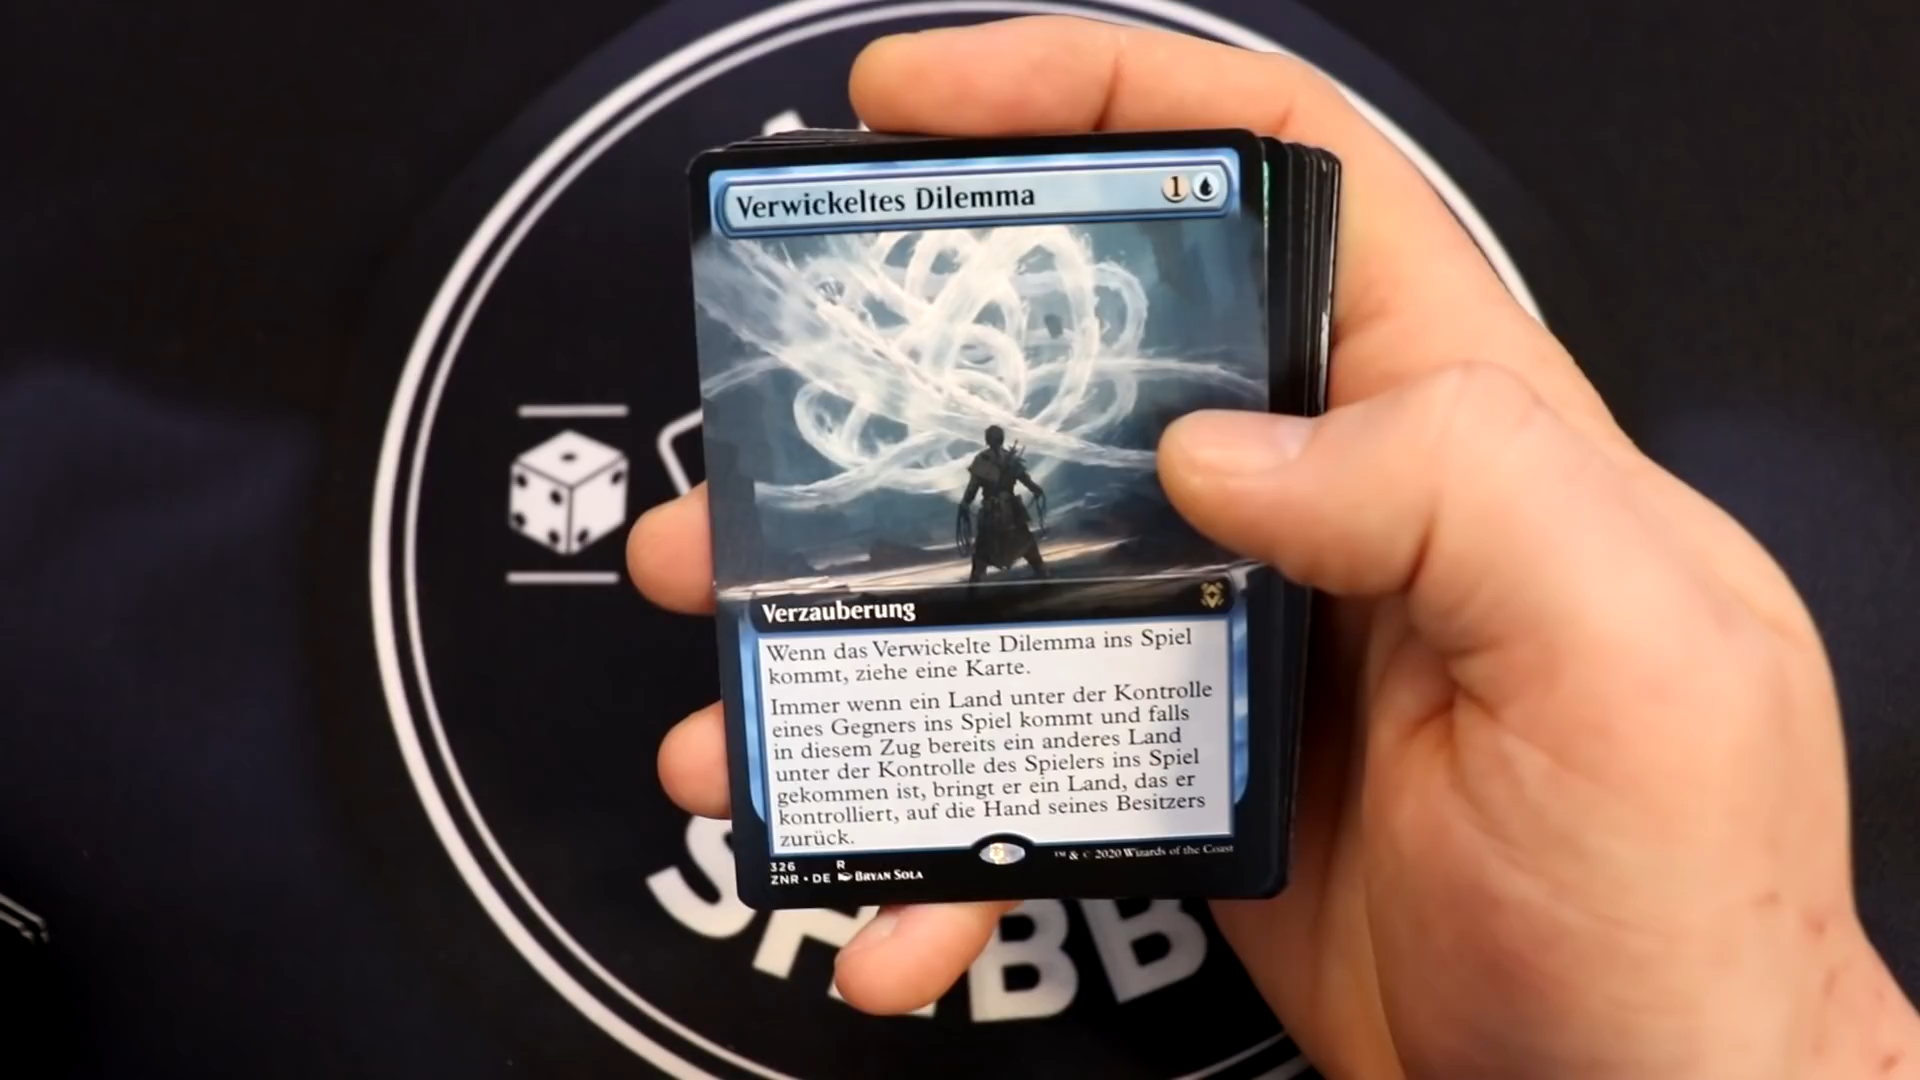 Verwickeltes Dilemma 1
Verzauberung
Wenn das Verwickelte Dilemma ins Spiel
kommt, ziehe eine Karte.
Immer wenn ein Land unter der Kontrolle
eines Gegners ins Spiel kommt und falls
in diesem Zug bereits ein anderes Land
unter der Kontrolle des Spielers ins Spiel
gekommen ist, bringt er ein Land, das er
kontrolliert, auf die Hand seines Besitzers
zurück.
326 R
ZNR • DE BRYAN SOLA
™ & © 2020 Wizards of the Coast